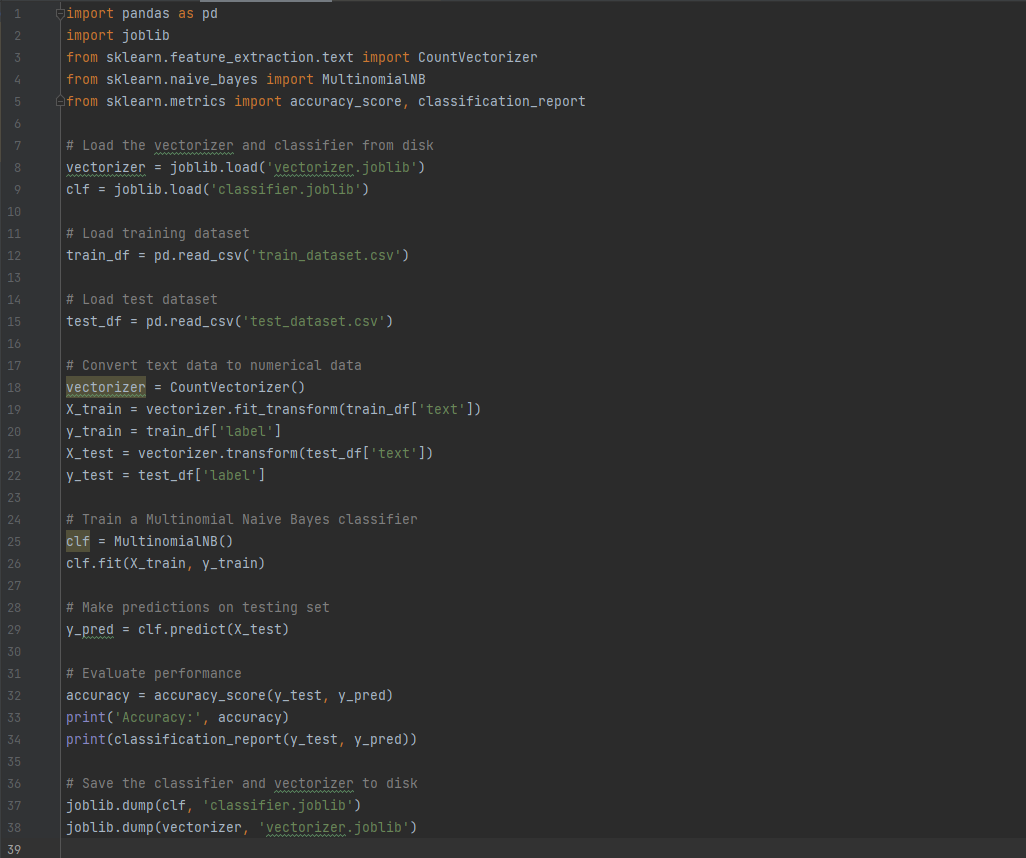 1 import pandas as pd
2 import joblib
3 from sklearn.feature_extraction.text import CountVectorizer
4 from sklearn.naive_bayes import MultinomialNB
5 from sklearn.metrics import accuracy_score, classification_report
6
7 # Load the vectorizer and classifier from disk
8 vectorizer = joblib.load('vectorizer.joblib')
9 clf = joblib.load('classifier.joblib')
10
11 # Load training dataset
12 train_df = pd.read_csv('train_dataset.csv')
13
14 # Load test dataset
15 test_df = pd.read_csv('test_dataset.csv')
16
17 # Convert text data to numerical data
18 vectorizer = CountVectorizer()
19 X_train = vectorizer.fit_transform(train_df['text'])
20 y_train = train_df['label']
21 X_test = vectorizer.transform(test_df['text'])
22 y_test = test_df['label']
23
24 # Train a Multinomial Naive Bayes classifier
25 clf = MultinomialNB()
26 clf.fit(X_train, y_train)
27
28 # Make predictions on testing set
29 y_pred = clf.predict(X_test)
30
31 # Evaluate performance
32 accuracy = accuracy_score(y_test, y_pred)
33 print('Accuracy:', accuracy)
34 print(classification_report(y_test, y_pred))
35
36 # Save the classifier and vectorizer to disk
37 joblib.dump(clf, 'classifier.joblib')
38 joblib.dump(vectorizer, 'vectorizer.joblib')
39